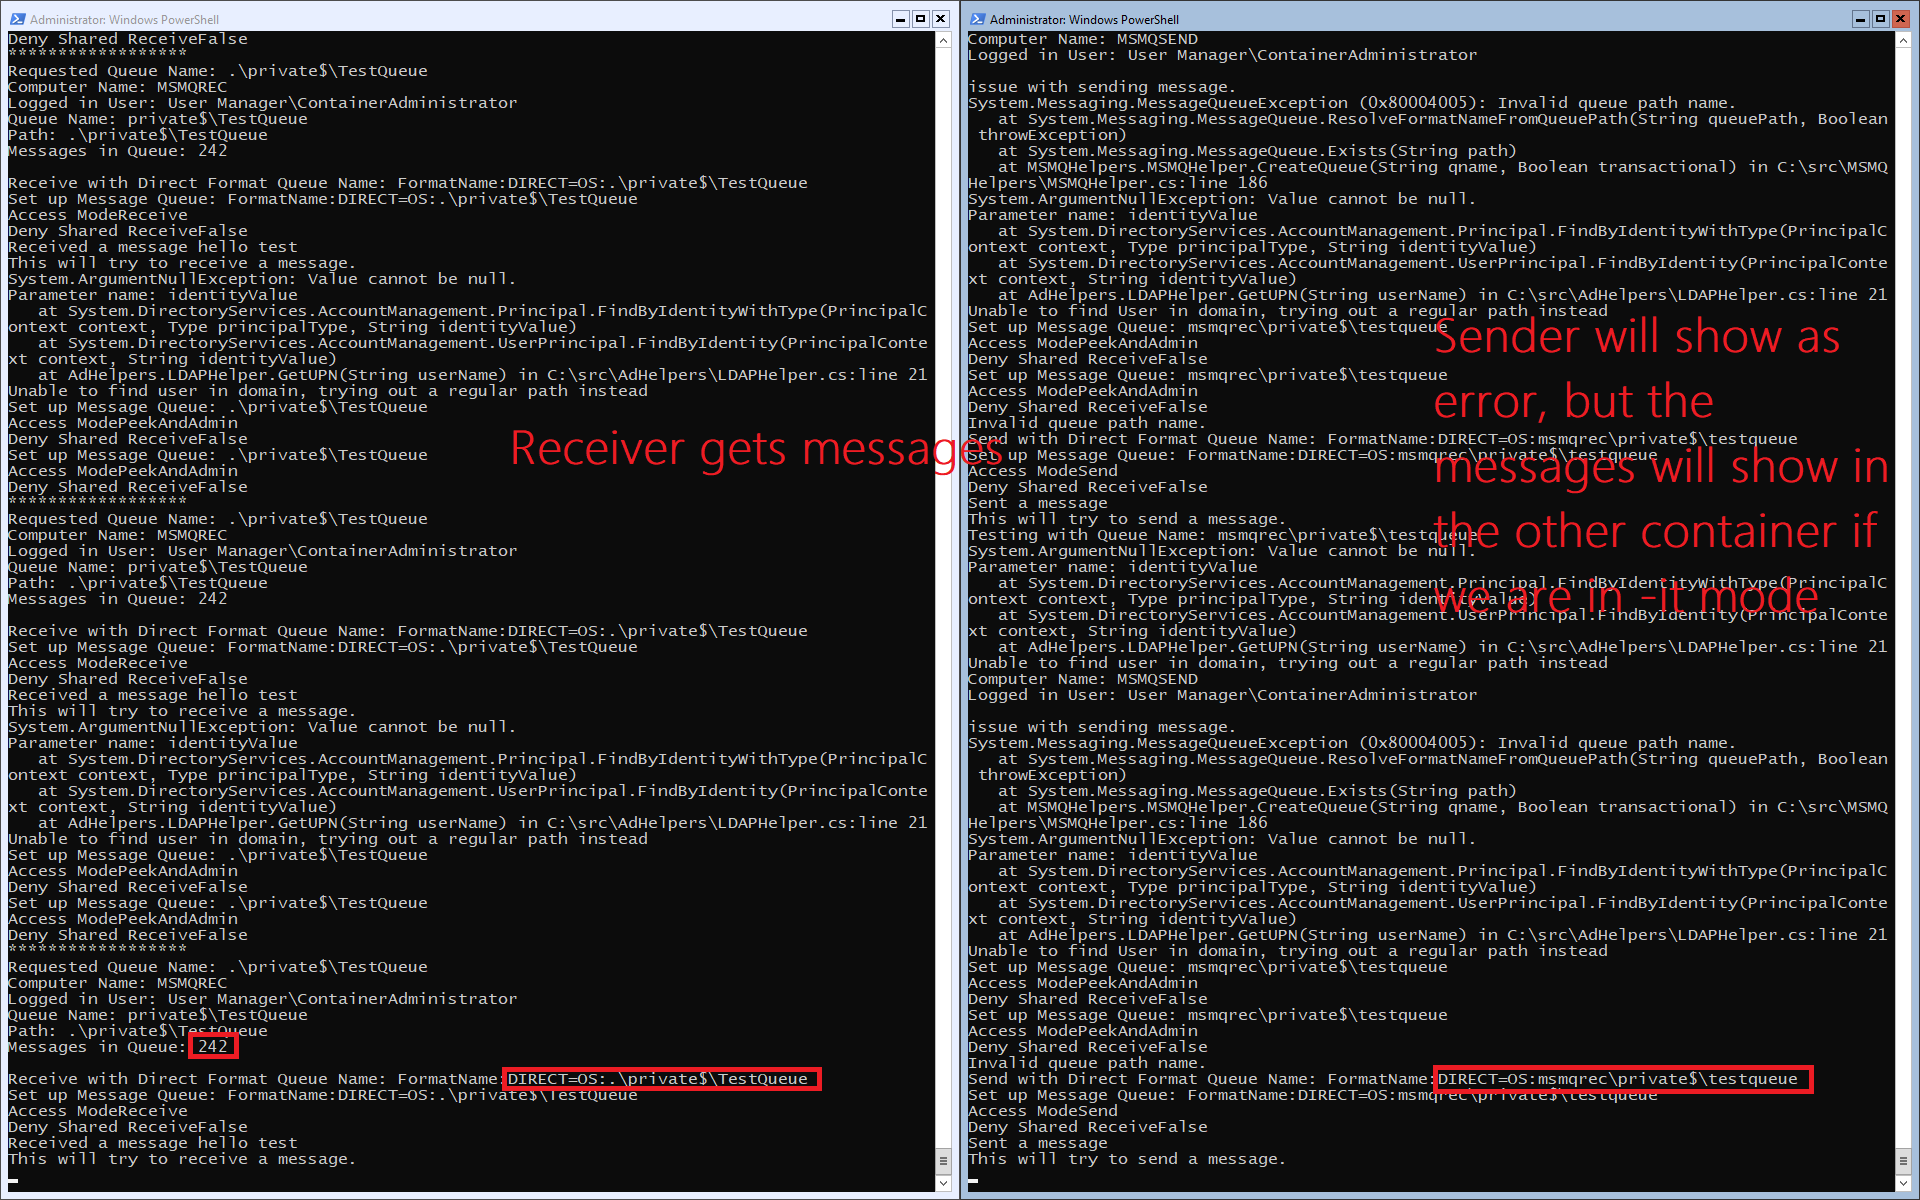 Administrator: Windows PowerShell
Deny Shared ReceiveFalse
******************
Requested Queue Name: .\private$\TestQueue
Computer Name: MSMQREC
Logged in User: User Manager\ContainerAdministrator
Queue Name: private$\TestQueue
Path: .\private$\TestQueue
Messages in Queue: 242
Receive with Direct Format Queue Name: FormatName:DIRECT=OS:.\private$\TestQueue
Set up Message Queue: FormatName:DIRECT=OS:.\private$\TestQueue
Access ModeReceive
Deny Shared ReceiveFalse
Received a message hello test
This will try to receive a message.
System.ArgumentNullException: Value cannot be null.
Parameter name: identityValue
   at System.DirectoryServices.AccountManagement.Principal.FindByIdentityWithType(PrincipalC
ontext context, Type principalType, String identityValue)
   at System.DirectoryServices.AccountManagement.UserPrincipal.FindByIdentity(PrincipalConte
xt context, String identityValue)
   at AdHelpers.LDAPHelper.GetUPN(String userName) in C:\src\AdHelpers\LDAPHelper.cs:line 21
Unable to find user in domain, trying out a regular path instead
Set up Message Queue: .\private$\TestQueue
Access ModePeekAndAdmin
Deny Shared ReceiveFalse
Set up Message Queue: .\private$\TestQueue
Access ModePeekAndAdmin
Deny Shared ReceiveFalse
******************
Requested Queue Name: .\private$\TestQueue
Computer Name: MSMQREC
Logged in User: User Manager\ContainerAdministrator
Queue Name: private$\TestQueue
Path: .\private$\TestQueue
Messages in Queue: 242
Receive with Direct Format Queue Name: FormatName:DIRECT=OS:.\private$\TestQueue
Set up Message Queue: FormatName:DIRECT=OS:.\private$\TestQueue
Access ModeReceive
Deny Shared ReceiveFalse
Received a message hello test
This will try to receive a message.
System.ArgumentNullException: Value cannot be null.
Parameter name: identityValue
   at System.DirectoryServices.AccountManagement.Principal.FindByIdentityWithType(PrincipalC
ontext context, Type principalType, String identityValue)
   at System.DirectoryServices.AccountManagement.UserPrincipal.FindByIdentity(PrincipalConte
xt context, String identityValue)
   at AdHelpers.LDAPHelper.GetUPN(String userName) in C:\src\AdHelpers\LDAPHelper.cs:line 21
Unable to find user in domain, trying out a regular path instead
Set up Message Queue: .\private$\TestQueue
Access ModePeekAndAdmin
Deny Shared ReceiveFalse
Set up Message Queue: .\private$\TestQueue
Access ModePeekAndAdmin
Deny Shared ReceiveFalse
******************
Requested Queue Name: .\private$\TestQueue
Computer Name: MSMQREC
Logged in User: User Manager\ContainerAdministrator
Queue Name: private$\TestQueue
Path: .\private$\TestQueue
Messages in Queue: 242
Receive with Direct Format Queue Name: FormatName:DIRECT=OS:.\private$\TestQueue
Set up Message Queue: FormatName:DIRECT=OS:.\private$\TestQueue
Access ModeReceive
Deny Shared ReceiveFalse
Received a message hello test
This will try to receive a message.
Receiver gets messages
Administrator: Windows PowerShell
Computer Name: MSMQSEND
Logged in User: User Manager\ContainerAdministrator
issue with sending message.
System.Messaging.MessageQueueException (0x80004005): Invalid queue path name.
   at System.Messaging.MessageQueue.ResolveFormatNameFromQueuePath(String queuePath, Boolean
 throwException)
   at System.Messaging.MessageQueue.Exists(String path)
   at MSMQHelpers.MSMQHelper.CreateQueue(String qname, Boolean transactional) in C:\src\MSMQ
Helpers\MSMQHelper.cs:line 186
System.ArgumentNullException: Value cannot be null.
Parameter name: identityValue
   at System.DirectoryServices.AccountManagement.Principal.FindByIdentityWithType(PrincipalC
ontext context, Type principalType, String identityValue)
   at System.DirectoryServices.AccountManagement.UserPrincipal.FindByIdentity(PrincipalConte
xt context, String identityValue)
   at AdHelpers.LDAPHelper.GetUPN(String userName) in C:\src\AdHelpers\LDAPHelper.cs:line 21
Unable to find User in domain, trying out a regular path instead
Set up Message Queue: msmqrec\private$\testqueue
Access ModePeekAndAdmin
Deny Shared ReceiveFalse
Set up Message Queue: msmqrec\private$\testqueue
Access ModePeekAndAdmin
Deny Shared ReceiveFalse
Invalid queue path name.
Send with Direct Format Queue Name: FormatName:DIRECT=OS:msmqrec\private$\testqueue
Set up Message Queue: FormatName:DIRECT=OS:msmqrec\private$\testqueue
Access ModeSend
Deny Shared ReceiveFalse
Sent a message
This will try to send a message.
Testing with Queue Name: msmqrec\private$\testqueue
System.ArgumentNullException: Value cannot be null.
Parameter name: identityValue
   at System.DirectoryServices.AccountManagement.Principal.FindByIdentityWithType(PrincipalC
ontext context, Type principalType, String identityValue)
   at System.DirectoryServices.AccountManagement.UserPrincipal.FindByIdentity(PrincipalConte
xt context, String identityValue)
   at AdHelpers.LDAPHelper.GetUPN(String userName) in C:\src\AdHelpers\LDAPHelper.cs:line 21
Unable to find user in domain, trying out a regular path instead
Computer Name: MSMQSEND
Logged in User: User Manager\ContainerAdministrator
issue with sending message.
System.Messaging.MessageQueueException (0x80004005): Invalid queue path name.
   at System.Messaging.MessageQueue.ResolveFormatNameFromQueuePath(String queuePath, Boolean
 throwException)
   at System.Messaging.MessageQueue.Exists(String path)
   at MSMQHelpers.MSMQHelper.CreateQueue(String qname, Boolean transactional) in C:\src\MSMQ
Helpers\MSMQHelper.cs:line 186
System.ArgumentNullException: Value cannot be null.
Parameter name: identityValue
   at System.DirectoryServices.AccountManagement.Principal.FindByIdentityWithType(PrincipalC
ontext context, Type principalType, String identityValue)
   at System.DirectoryServices.AccountManagement.UserPrincipal.FindByIdentity(PrincipalConte
xt context, String identityValue)
   at AdHelpers.LDAPHelper.GetUPN(String userName) in C:\src\AdHelpers\LDAPHelper.cs:line 21
Unable to find User in domain, trying out a regular path instead
Set up Message Queue: msmqrec\private$\testqueue
Access ModePeekAndAdmin
Deny Shared ReceiveFalse
Set up Message Queue: msmqrec\private$\testqueue
Access ModePeekAndAdmin
Deny Shared ReceiveFalse
Invalid queue path name.
Send with Direct Format Queue Name: FormatName:DIRECT=OS:msmqrec\private$\testqueue
Set up Message Queue: FormatName:DIRECT=OS:msmqrec\private$\testqueue
Access ModeSend
Deny Shared ReceiveFalse
Sent a message
This will try to send a message.
Sender will show as
error, but the
messages will show in
the other container if
we are in -it mode